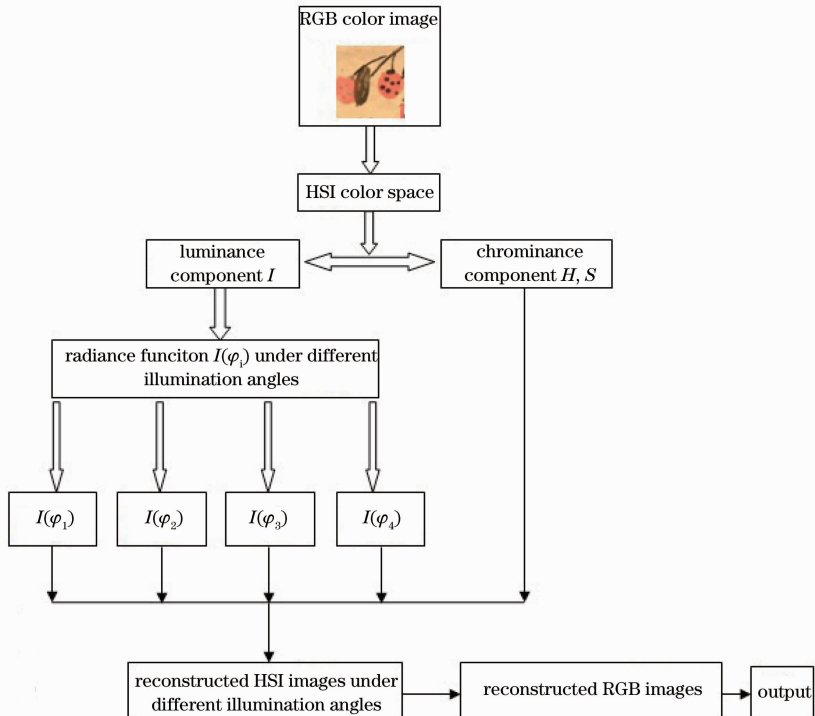 RGB color image
HSI color space
luminance
component I
chrominance
component H, S
radiance funciton I(φi) under different
illumination angles
I(φ1)
I(φ2)
I(φ3)
I(φ4)
reconstructed HSI images under
different illumination angles
reconstructed RGB images
output